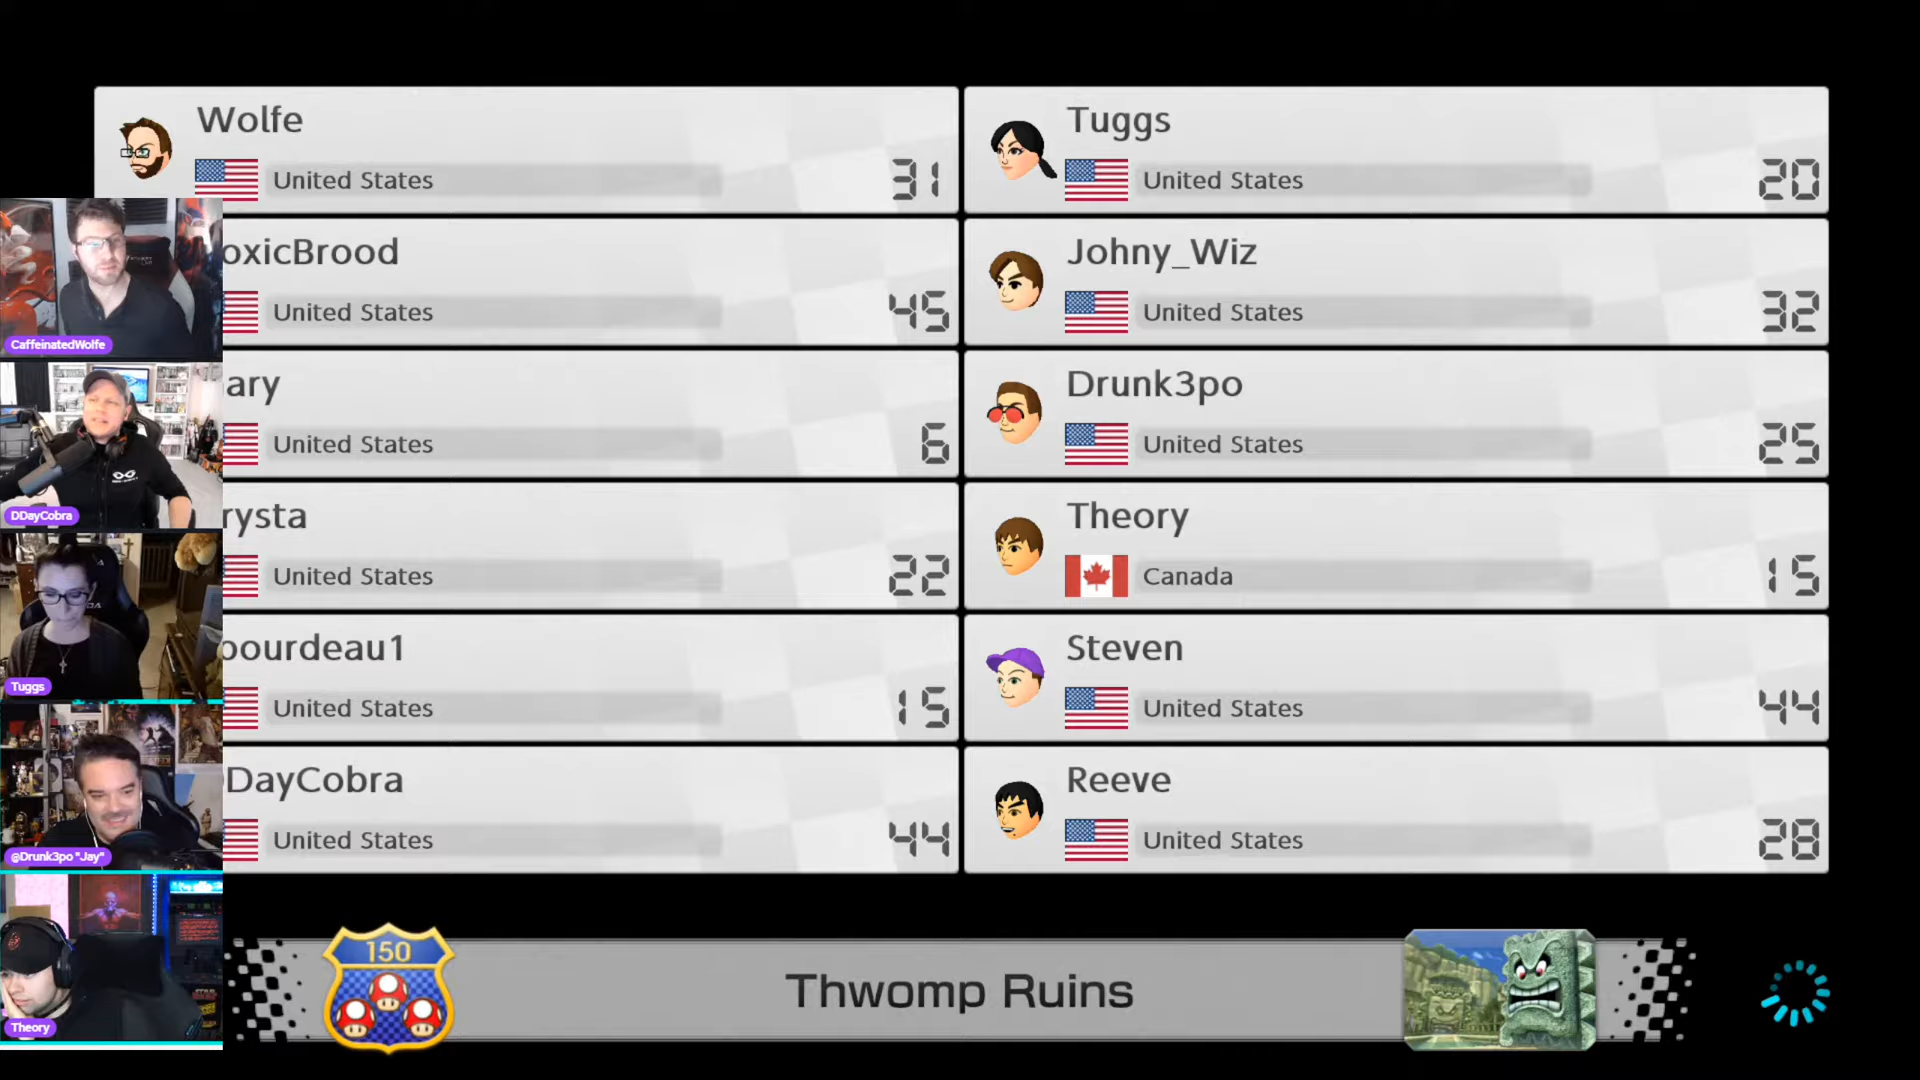 Wolfe
United States
31
Tuggs
United States
20
oxicBrood
United States
45
Johny_Wiz
United States
32
ary
United States
6
Drunk3po
United States
25
rysta
United States
22
Theory
Canada
15
bourdeau1
United States
15
Steven
United States
44
DayCobra
United States
44
Reeve
United States
28
CaffeinatedWolfe
DDayCobra
Tuggs
@Drunk3po "Jay"
Theory
150
Thwomp Ruins